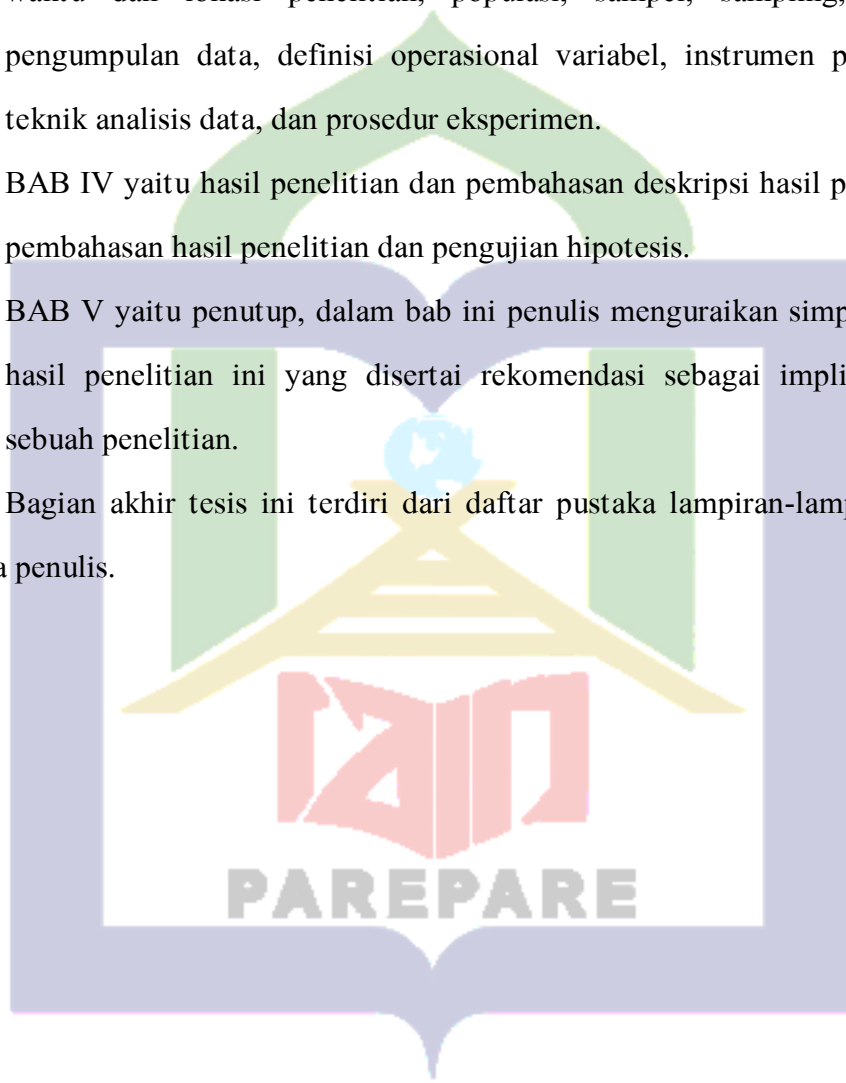 waktu dan lokasi penelitian, populasi, sampel, sampling,
pengumpulan data, definisi operasional variabel, instrumen p
teknik analisis data, dan prosedur eksperimen.
BAB IV yaitu hasil penelitian dan pembahasan deskripsi hasil p
pembahasan hasil penelitian dan pengujian hipotesis.
BAB V yaitu penutup, dalam bab ini penulis menguraikan simp
hasil penelitian ini yang disertai rekomendasi sebagai impli
sebuah penelitian.
Bagian akhir tesis ini terdiri dari daftar pustaka lampiran-lam
a penulis.
iain
PAREPARE